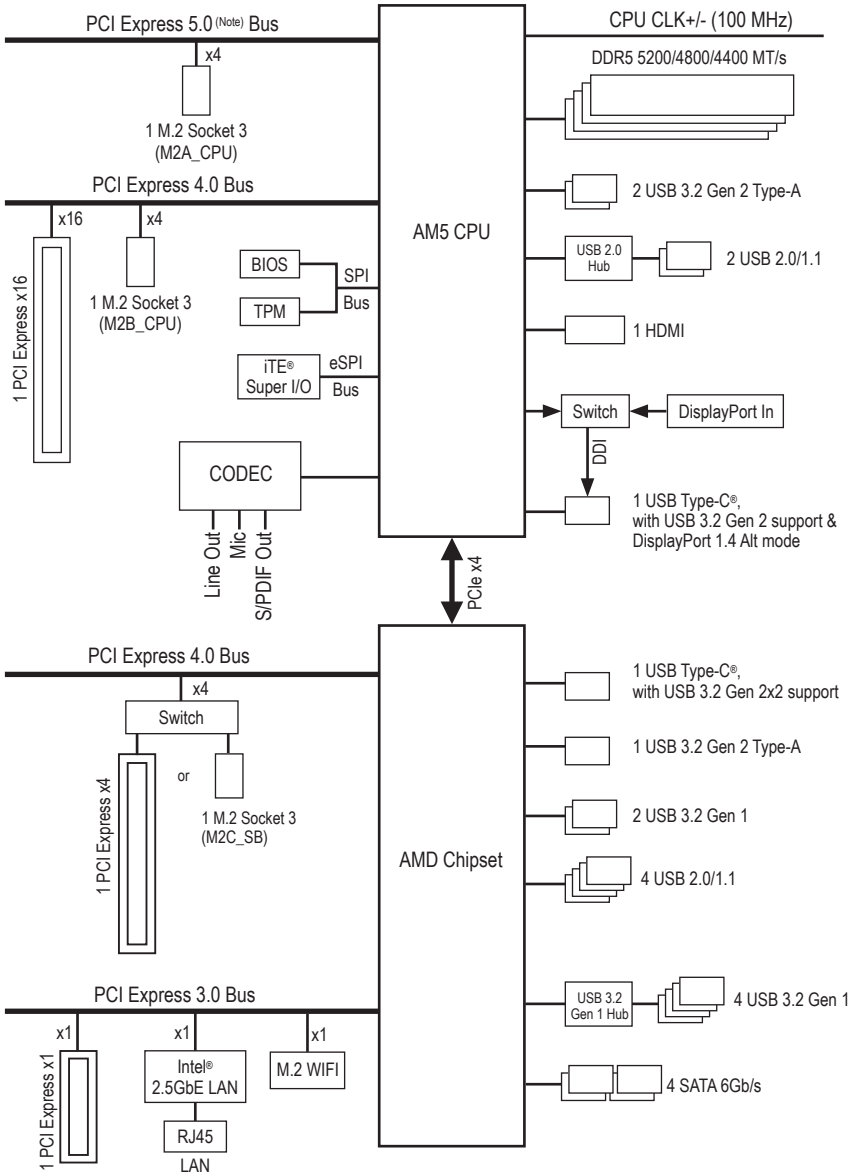 PCI Express 5.0 (Note) Bus
CPU CLK+/- (100 MHz)
x4
DDR5 5200/4800/4400 MT/s
1 M.2 Socket 3
(M2A_CPU)
PCI Express 4.0 Bus
x16
x4
1 PCI Express x16
1 M.2 Socket 3
(M2B_CPU)
BIOS
TPM
SPI
Bus
iTE®
Super I/O
eSPI
Bus
CODEC
Line Out
Mic
S/PDIF Out
AM5 CPU
2 USB 3.2 Gen 2 Type-A
USB 2.0
Hub
2 USB 2.0/1.1
1 HDMI
Switch
DisplayPort In
DDI
1 USB Type-C®,
with USB 3.2 Gen 2 support &
DisplayPort 1.4 Alt mode
PCIe x4
PCI Express 4.0 Bus
x4
Switch
1 PCI Express x4
or
1 M.2 Socket 3
(M2C_SB)
AMD Chipset
1 USB Type-C®,
with USB 3.2 Gen 2x2 support
1 USB 3.2 Gen 2 Type-A
2 USB 3.2 Gen 1
4 USB 2.0/1.1
USB 3.2
Gen 1 Hub
4 USB 3.2 Gen 1
4 SATA 6Gb/s
PCI Express 3.0 Bus
x1
x1
x1
1 PCI Express x1
Intel®
2.5GbE LAN
M.2 WIFI
RJ45
LAN